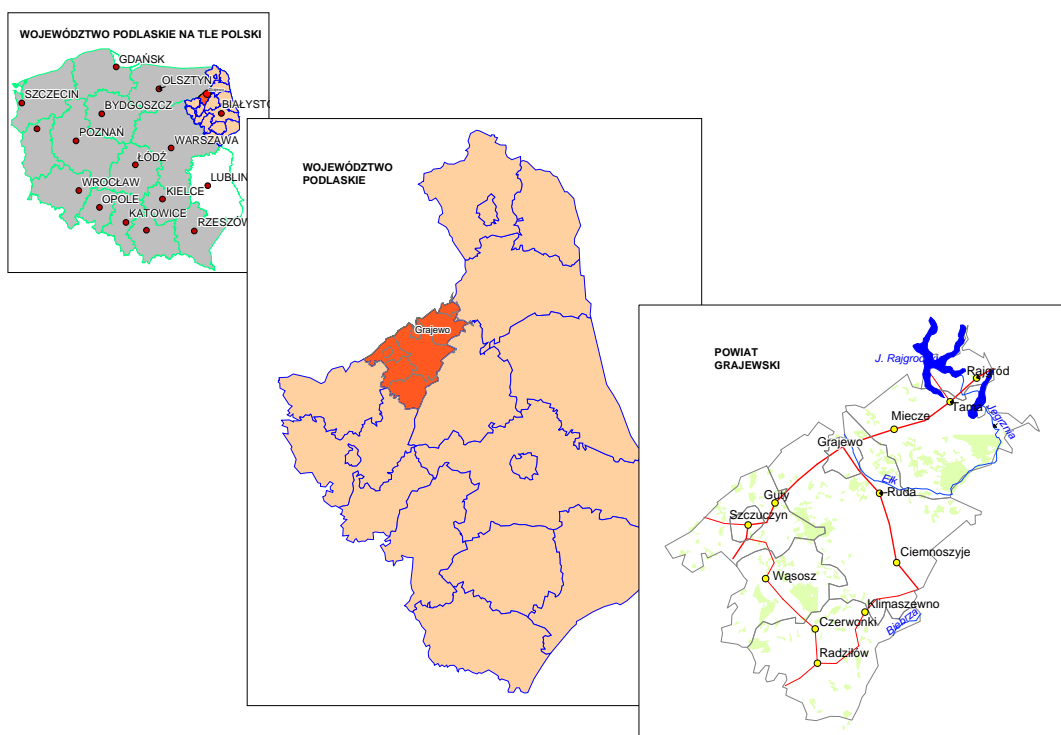 WOJEWÓDZTWO PODLASKIE NA TLE POLSKI
GDAŃSK
OLSZTYN
SZCZECIN
BYDGOSZCZ
BIAŁYSTO
POZNAŃ
WARSZAWA
ŁÓDŹ
WROCŁAW
LUBLIN
KIELCE
OPOLE
KATOWICE
RZESZÓW
WOJEWÓDZTWO
PODLASKIE
Grajewo
POWIAT
GRAJEWSKI
J. Rajgrodzki
Rajgród
Tama
Jegrznia
Miecze
Grajewo
Ełk
Ruda
Guty
Szczuczyn
Ciemnoszyje
Wąsosz
Klimaszewno
Czerwonki
Biebrza
Radziłów